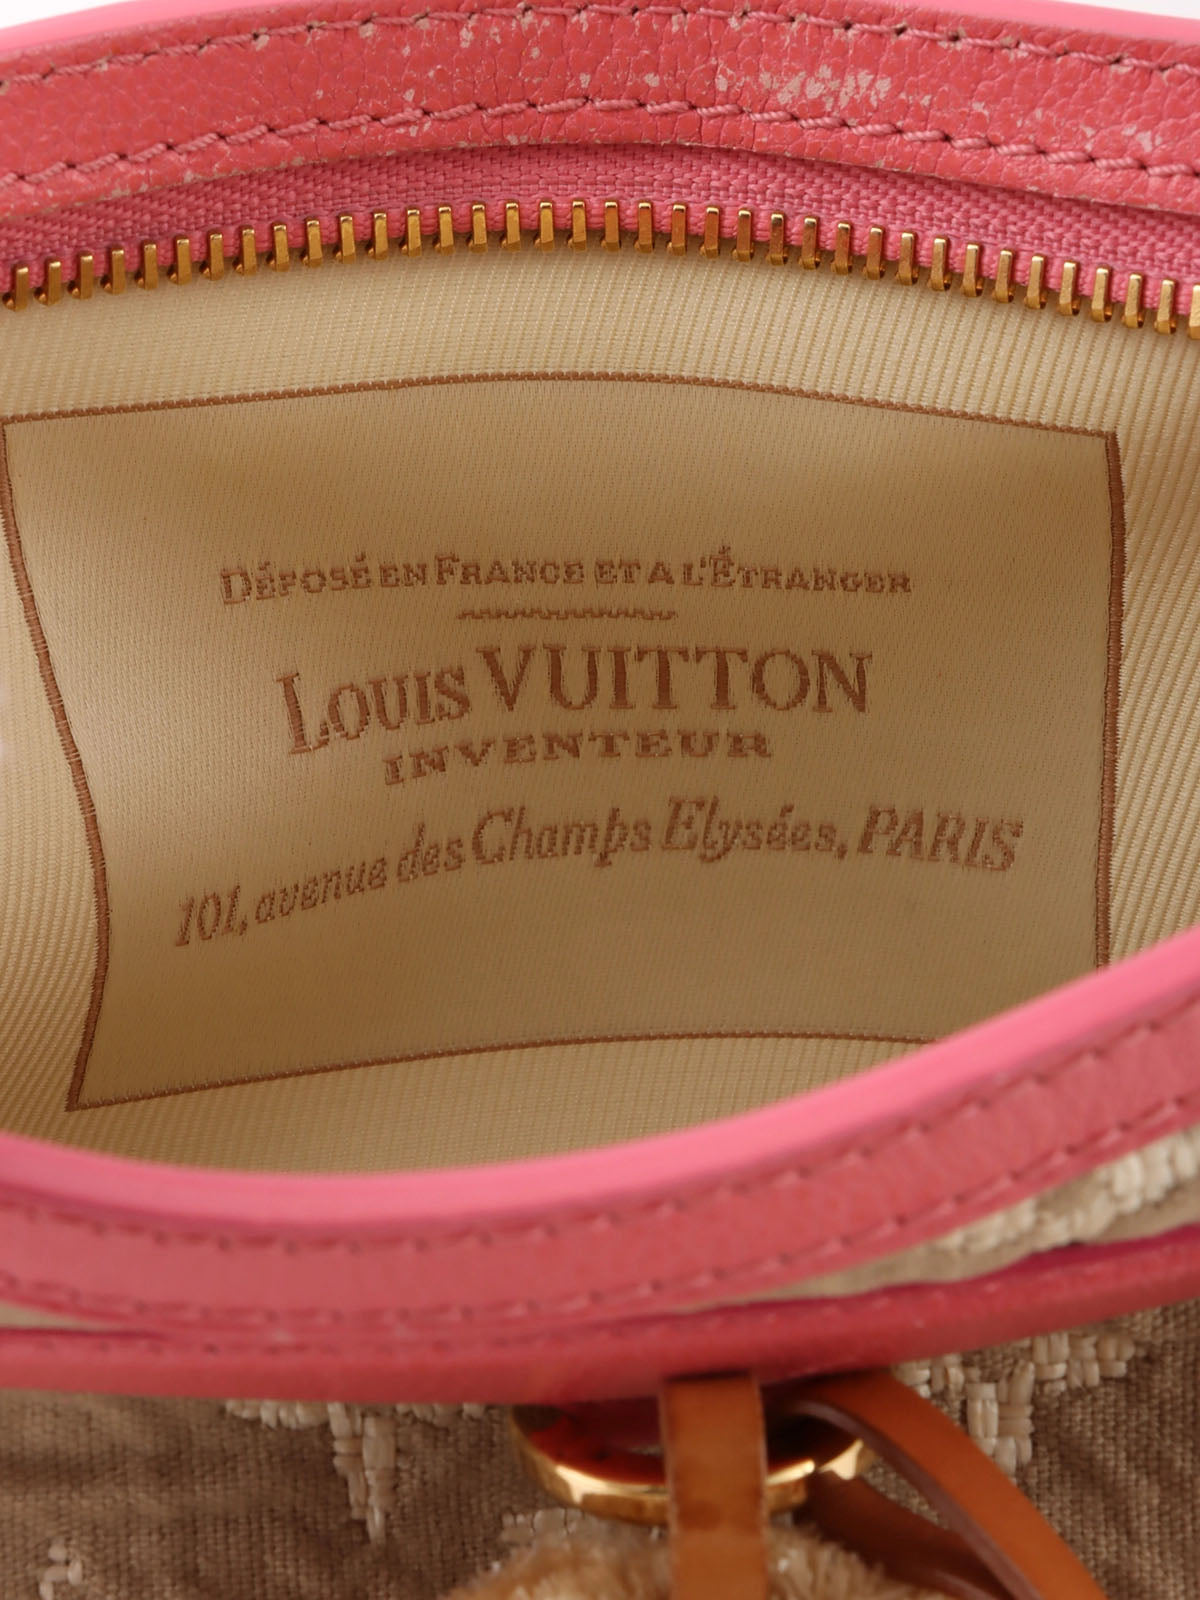 DÉPOSÉ EN FRANCE ET A L'ÉTRANGER
LOUIS VUITTON
INVENTEUR
101, avenue des Champs Elysées, PARIS